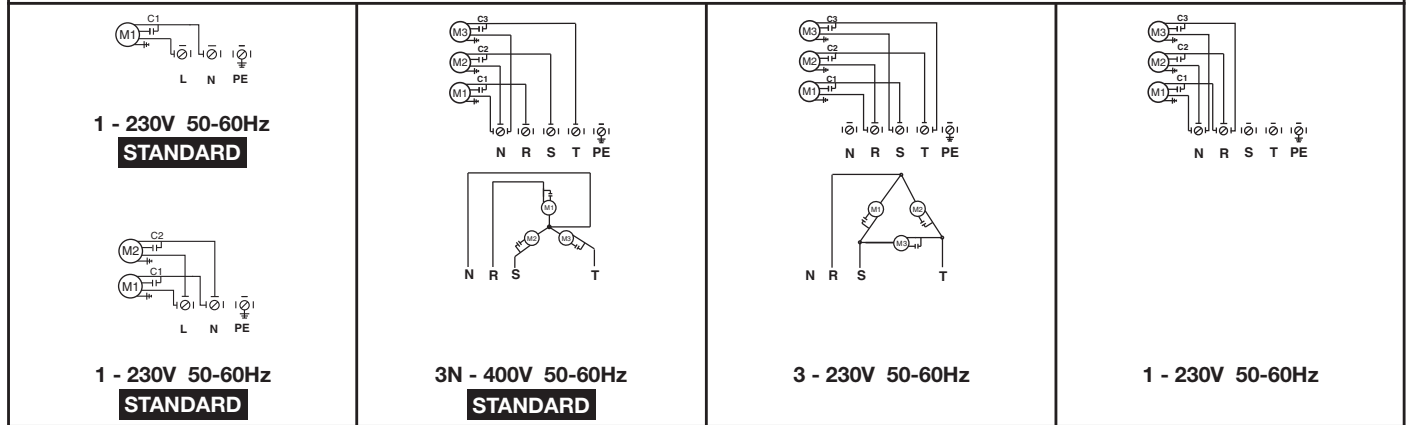 C1
M1
L N PE
1 - 230V 50-60Hz
STANDARD
C2
M2
C1
M1
L N PE
1 - 230V 50-60Hz
STANDARD
C3
M3
C2
M2
C1
M1
N R S T PE
M1
M2 M3
N R S T
3N - 400V 50-60Hz
STANDARD
C3
M3
C2
M2
C1
M1
N R S T PE
M1 M2
M3
N R S T
3 - 230V 50-60Hz
C3
M3
C2
M2
C1
M1
N R S T PE
1 - 230V 50-60Hz